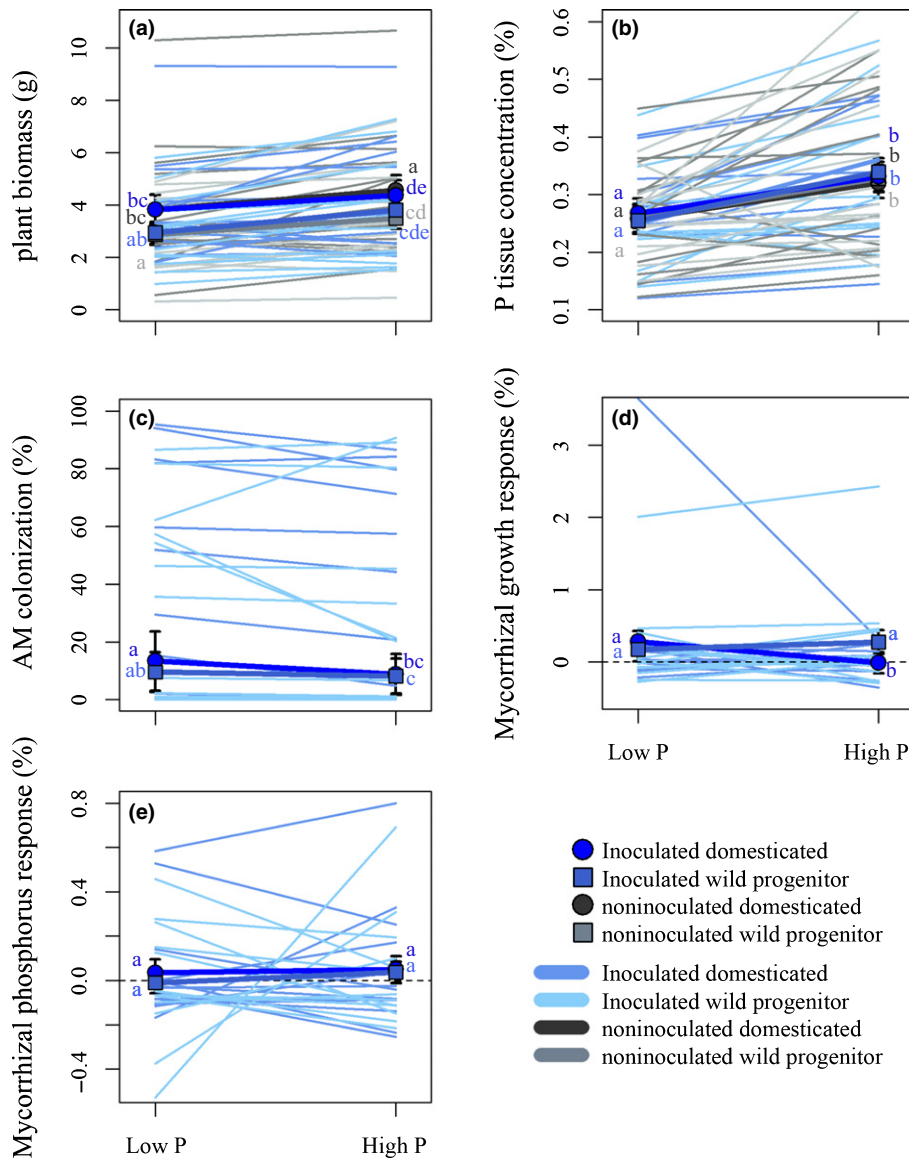 (a)
plant biomass (g)
10
8
6
4
2
0
bc
bc
ab
a
a
de
cd
cde
(b)
P tissue concentration (%)
0.6
0.5
0.4
0.3
0.2
0.1
a
a
a
a
b
b
b
b
(c)
AM colonization (%)
100
80
60
40
20
0
a
ab
bc
c
(d)
Mycorrhizal growth response (%)
3
2
1
0
a
a
a
b
Low P
High P
(e)
Mycorrhizal phosphorus response (%)
0.8
0.4
0.0
−0.4
a
a
a
a
Low P
High P
Inoculated domesticated
Inoculated wild progenitor
noninoculated domesticated
noninoculated wild progenitor
Inoculated domesticated
Inoculated wild progenitor
noninoculated domesticated
noninoculated wild progenitor